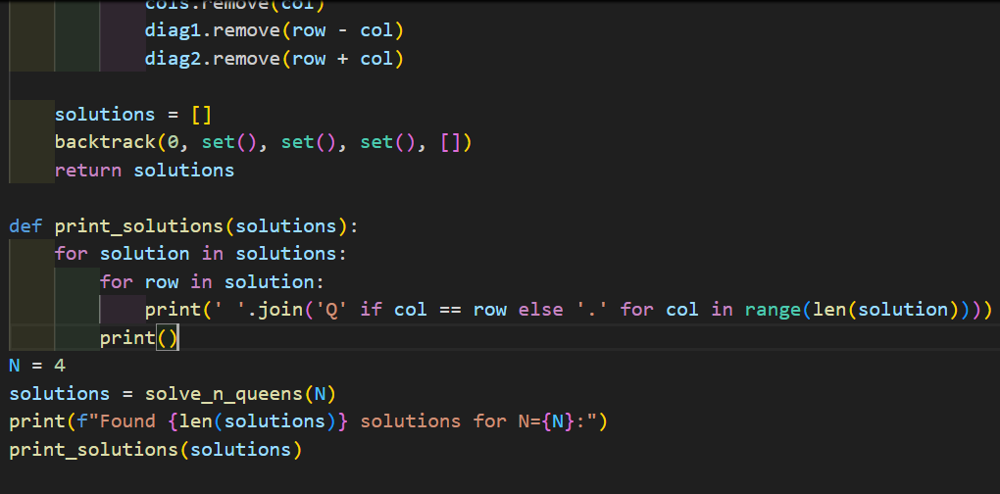 cols.remove(col)
diag1.remove(row - col)
diag2.remove(row + col)
solutions = []
backtrack(0, set(), set(), set(), [])
return solutions
def print_solutions(solutions):
for solution in solutions:
for row in solution:
print(' '.join('Q' if col == row else '.' for col in range(len(solution))))
print()
N = 4
solutions = solve_n_queens(N)
print(f"Found {len(solutions)} solutions for N={N}:")
print_solutions(solutions)